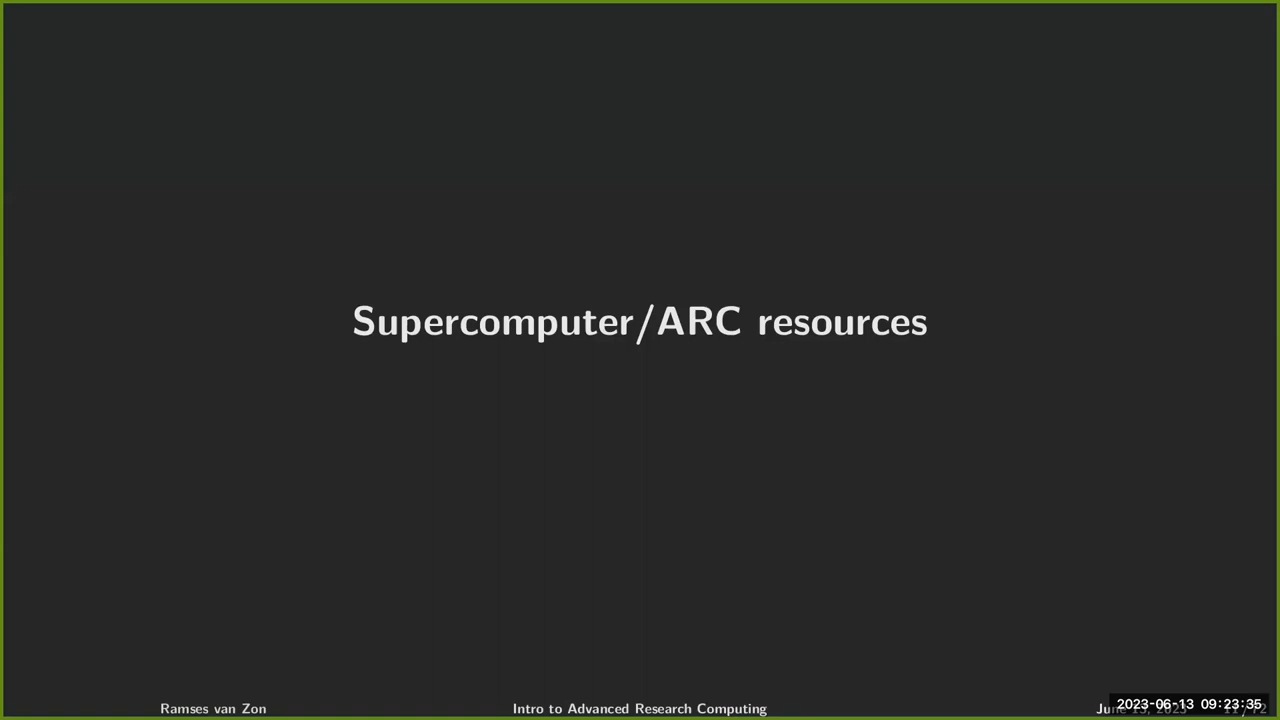 Supercomputer/ARC resources
Ramses van Zon
Intro to Advanced Research Computing
2023-06-13 09:23:35